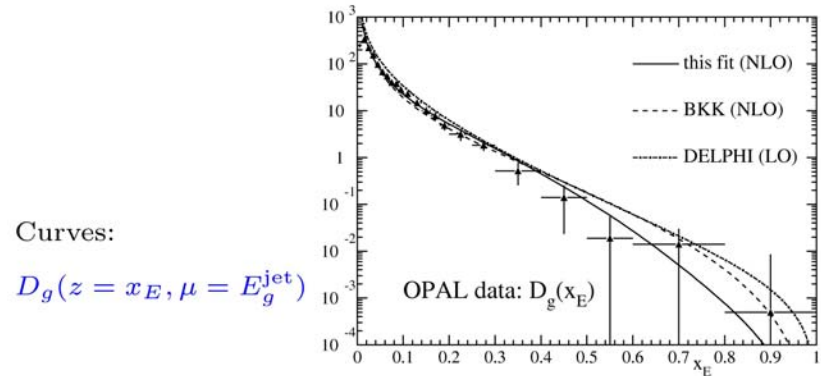 Curves:
D_g(z = x_E, μ = E_g^jet)
10^3
10^2
10
1
10^-1
10^-2
10^-3
10^-4
this fit (NLO)
BKK (NLO)
DELPHI (LO)
OPAL data: D_g(x_E)
0 0.1 0.2 0.3 0.4 0.5 0.6 0.7 0.8 0.9 1
x_E